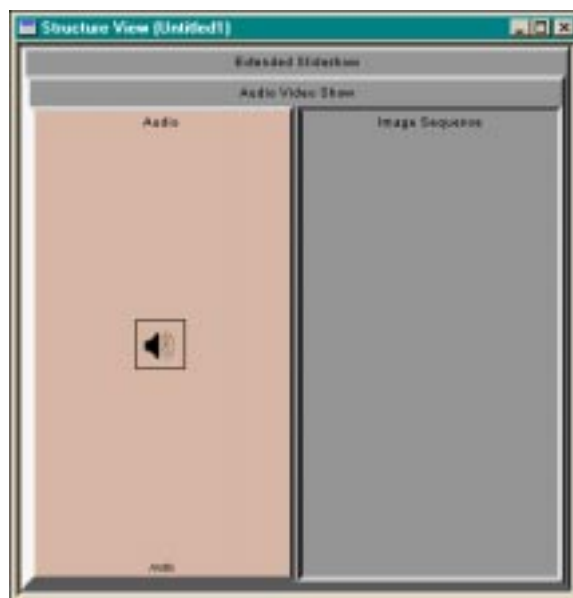 Structure View (Untitled1)
Extended Slideshow
Audio Video Show
Audio
Image Sequence
Audio